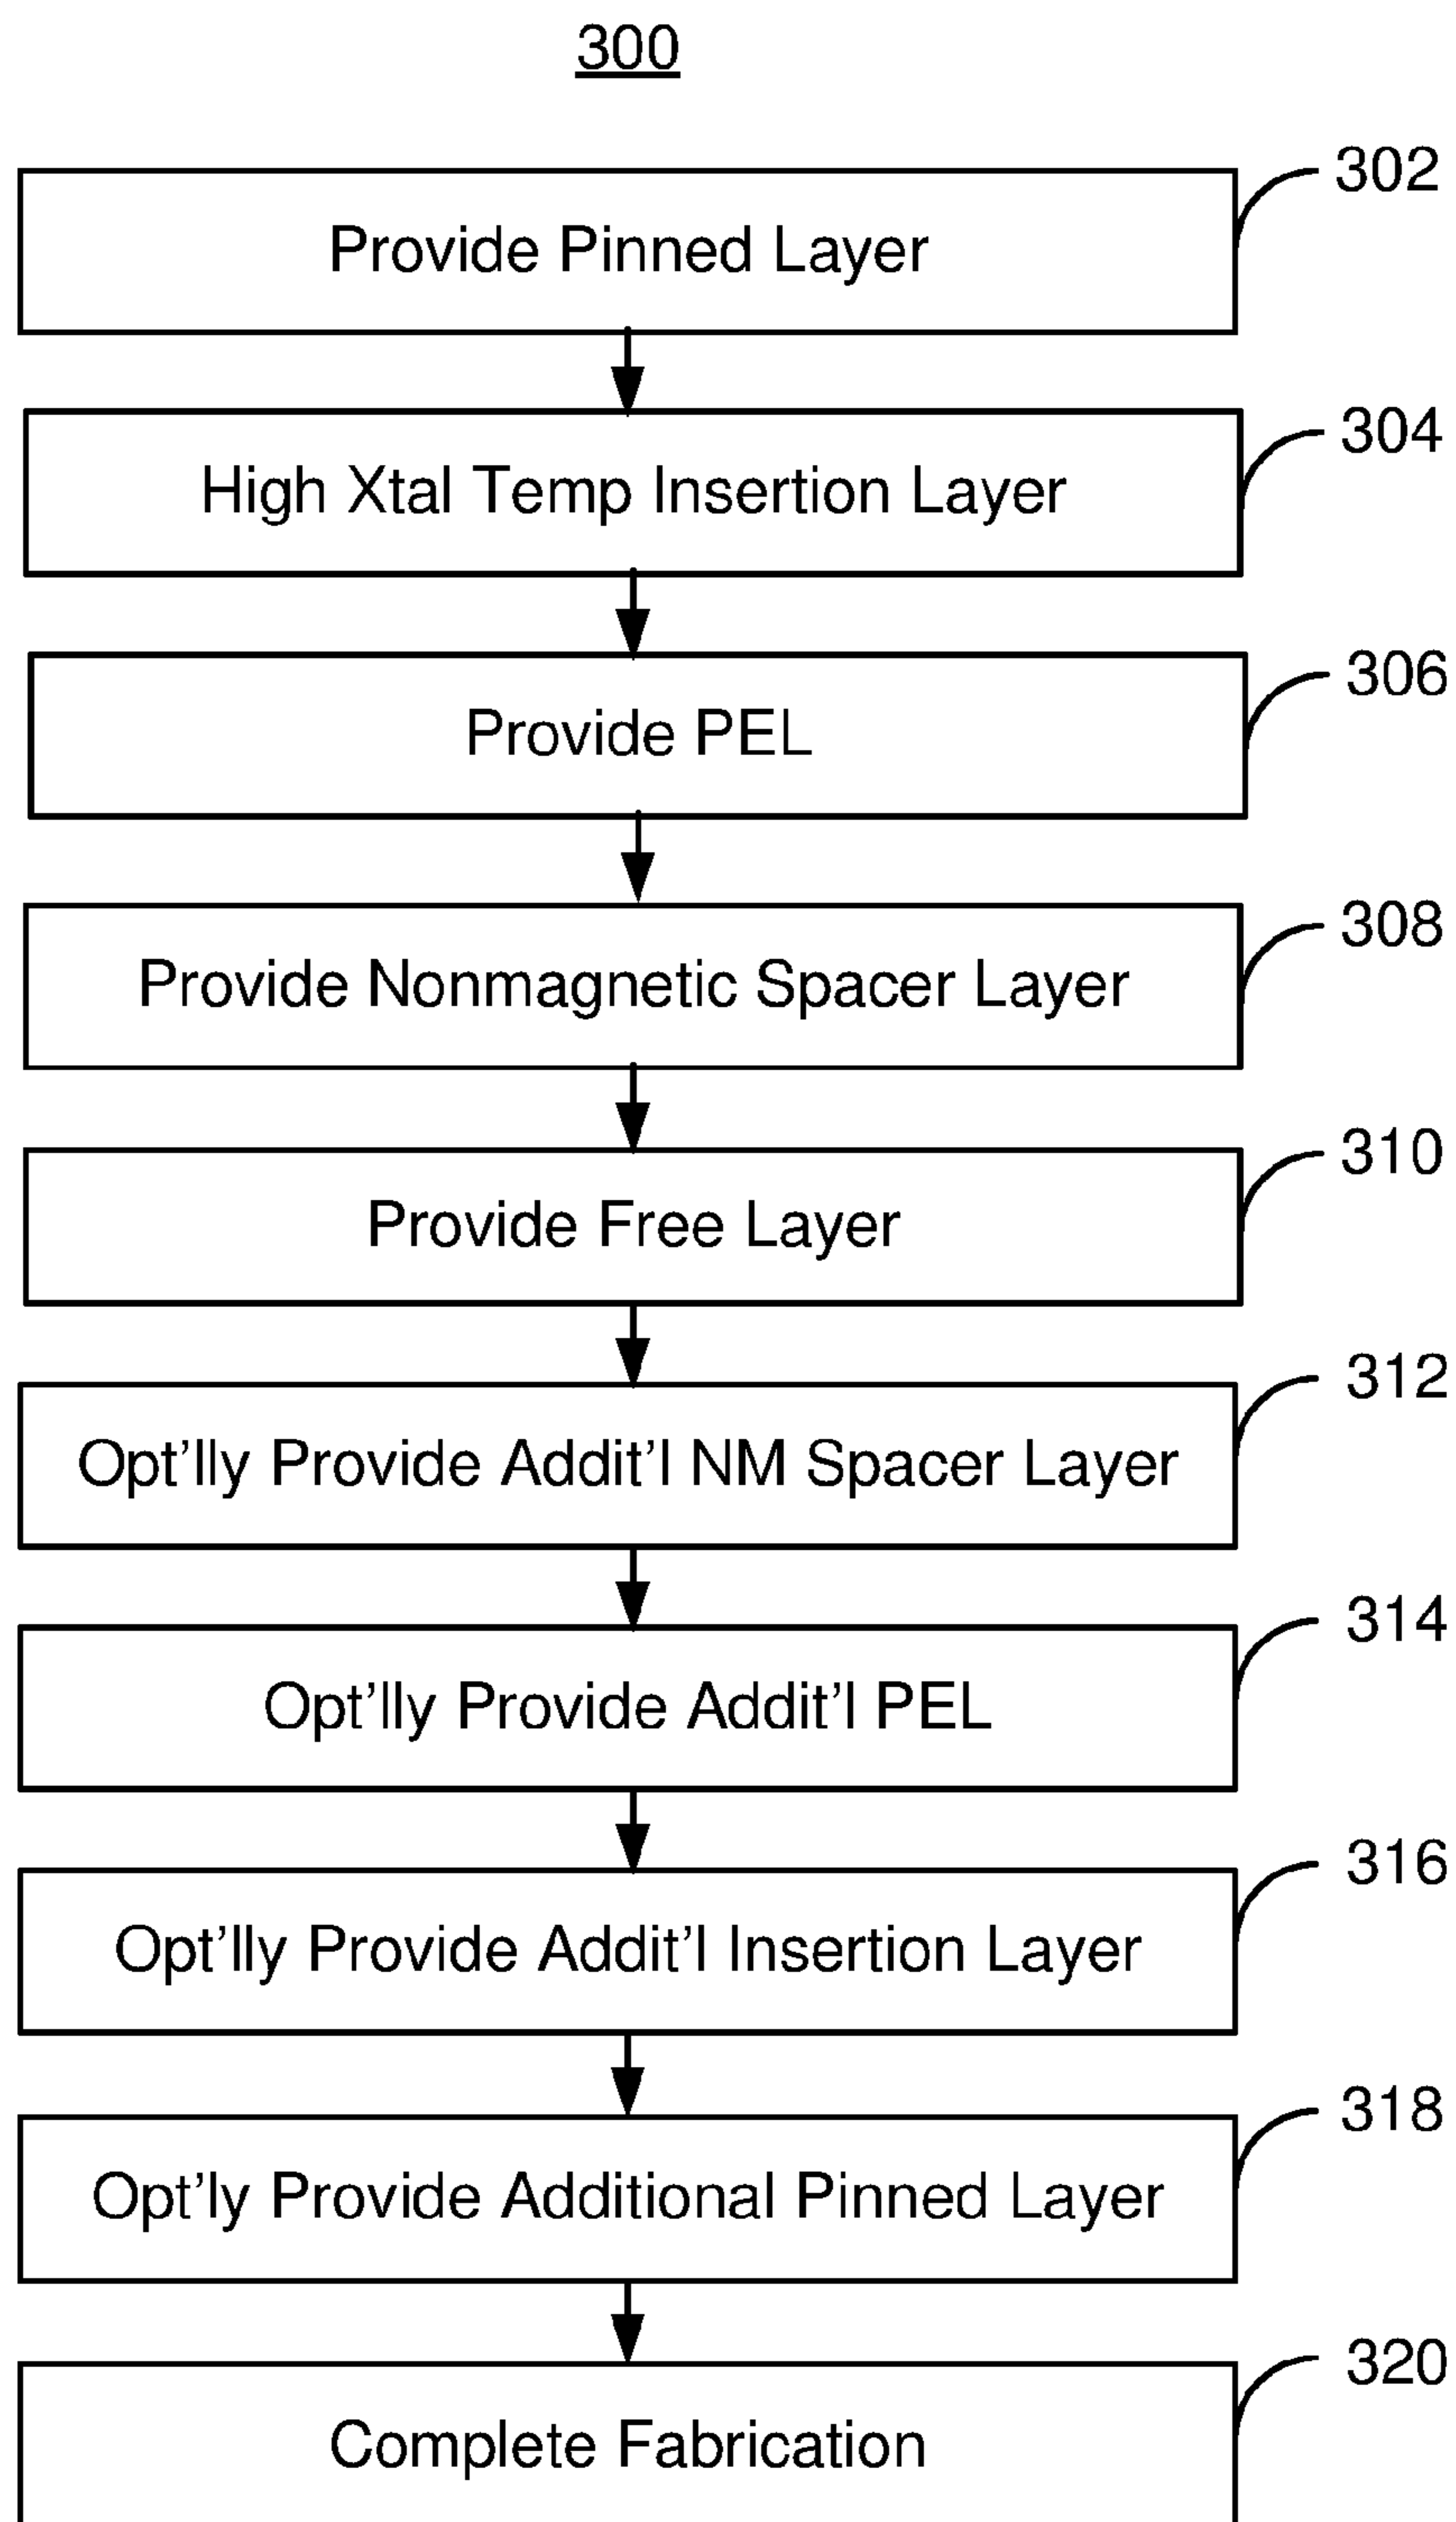 300
Provide Pinned Layer
302
High Xtal Temp Insertion Layer
304
Provide PEL
306
Provide Nonmagnetic Spacer Layer
308
Provide Free Layer
310
Opt'lly Provide Addit'l NM Spacer Layer
312
Opt'lly Provide Addit'l PEL
314
Opt'lly Provide Addit'l Insertion Layer
316
Opt'ly Provide Additional Pinned Layer
318
Complete Fabrication
320